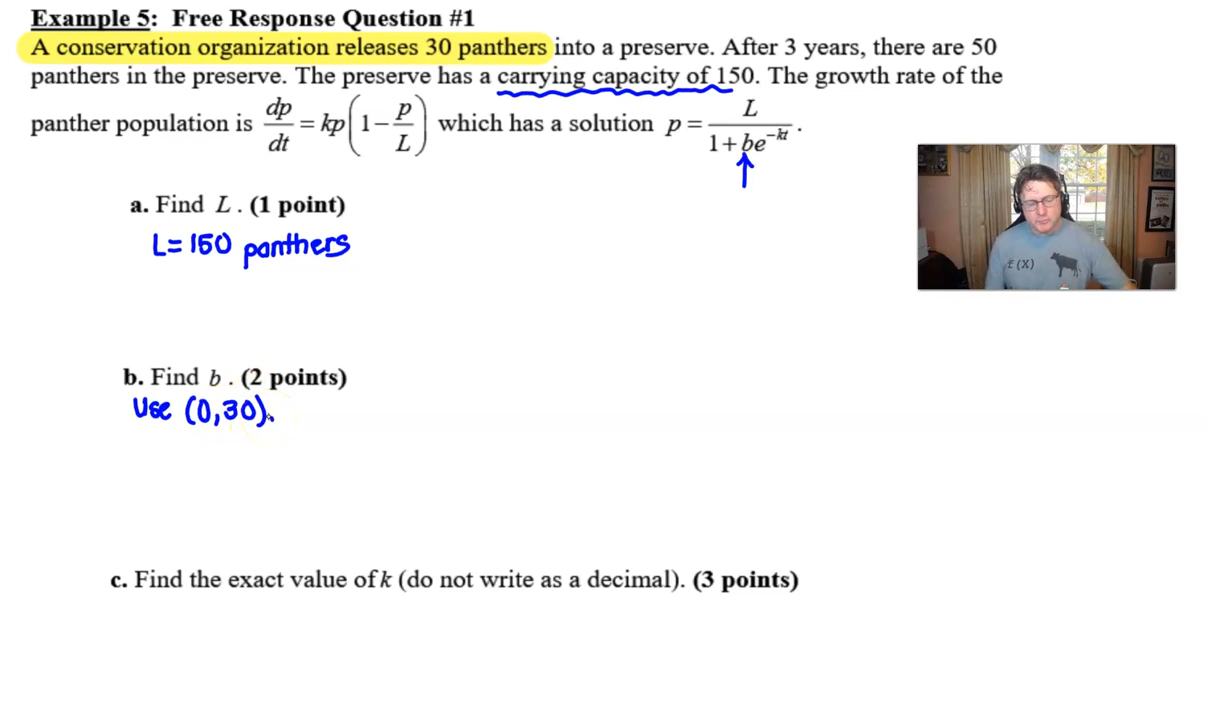 Example 5: Free Response Question #1
A conservation organization releases 30 panthers into a preserve. After 3 years, there are 50
panthers in the preserve. The preserve has a carrying capacity of 150. The growth rate of the
panther population is dp/dt = kp(1 − p/L) which has a solution p = L/(1 + be^(−kt)).
a. Find L. (1 point)
L = 150 panthers
b. Find b. (2 points)
Use (0,30).
c. Find the exact value of k (do not write as a decimal). (3 points)
f(x)